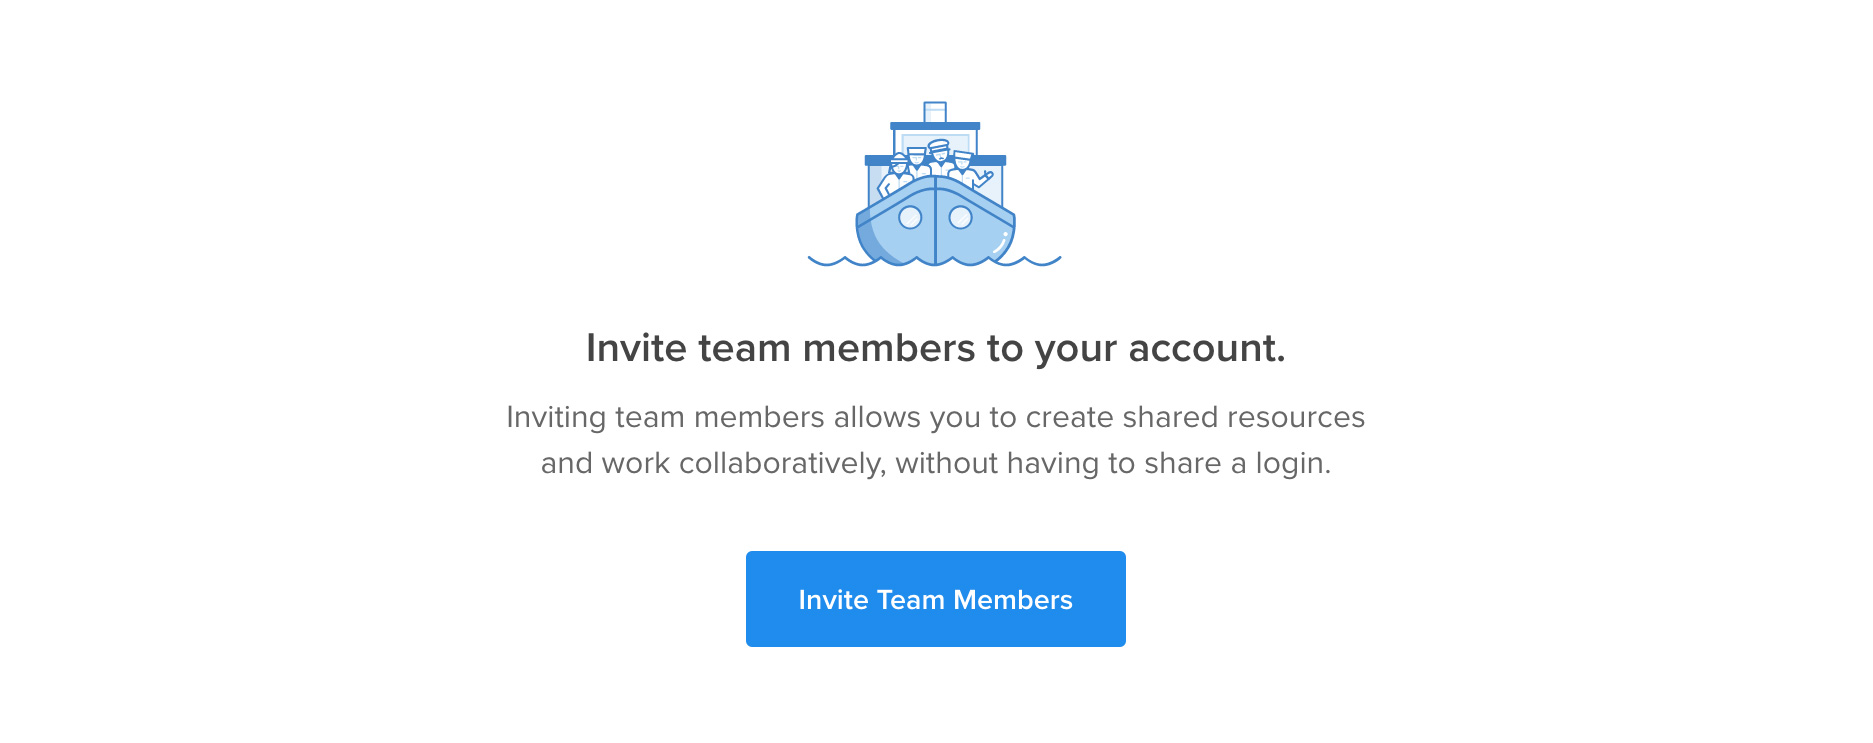 Invite team members to your account.
Inviting team members allows you to create shared resources
and work collaboratively, without having to share a login.
Invite Team Members